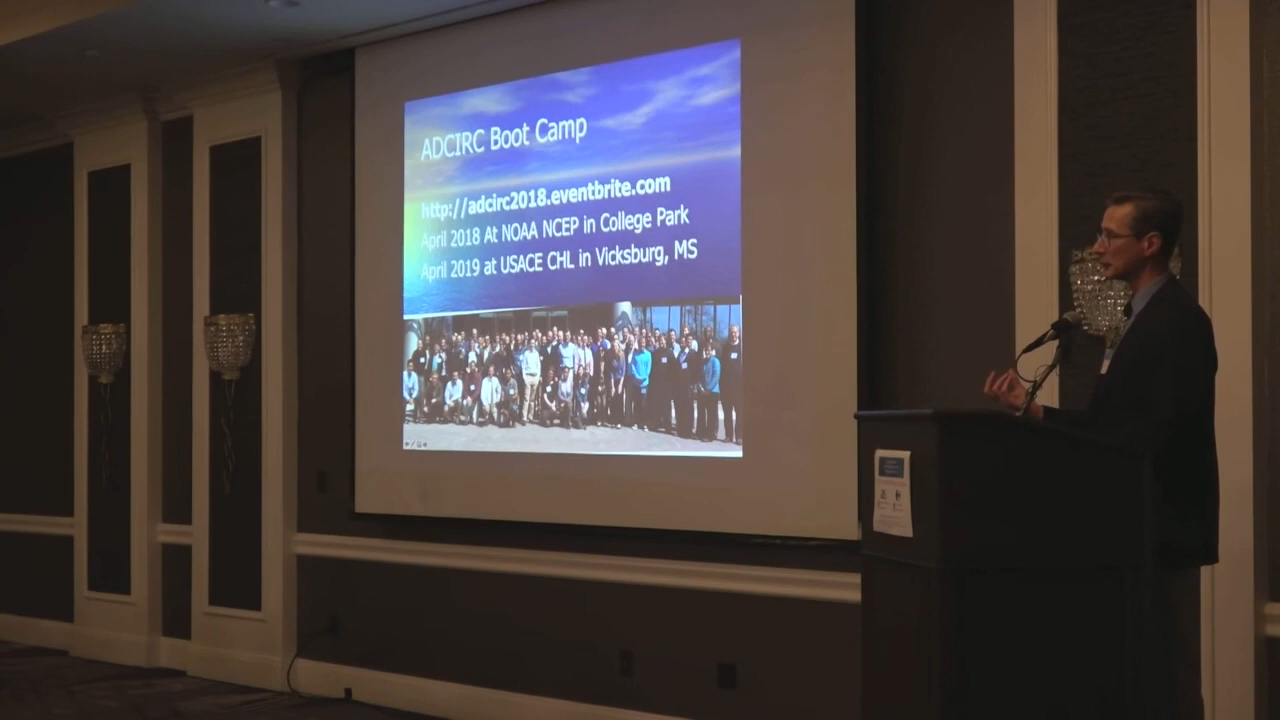 ADCIRC Boot Camp
http://adcirc2018.eventbrite.com
April 2018 At NOAA NCEP in College Park
April 2019 at USACE CHL in Vicksburg, MS